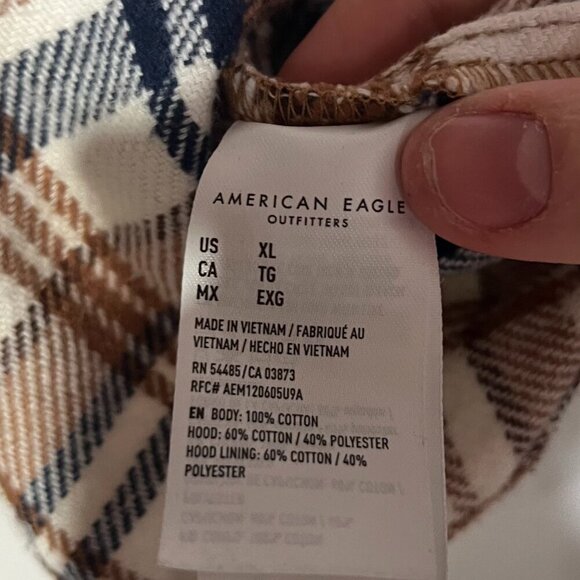 AMERICAN EAGLE
OUTFITTERS
US XL
CA TG
MX EXG
MADE IN VIETNAM / FABRIQUÉ AU
VIETNAM / HECHO EN VIETNAM
RN 54485/CA 03873
RFC# AEM120605U9A
EN BODY: 100% COTTON
HOOD: 60% COTTON / 40% POLYESTER
HOOD LINING: 60% COTTON / 40%
POLYESTER